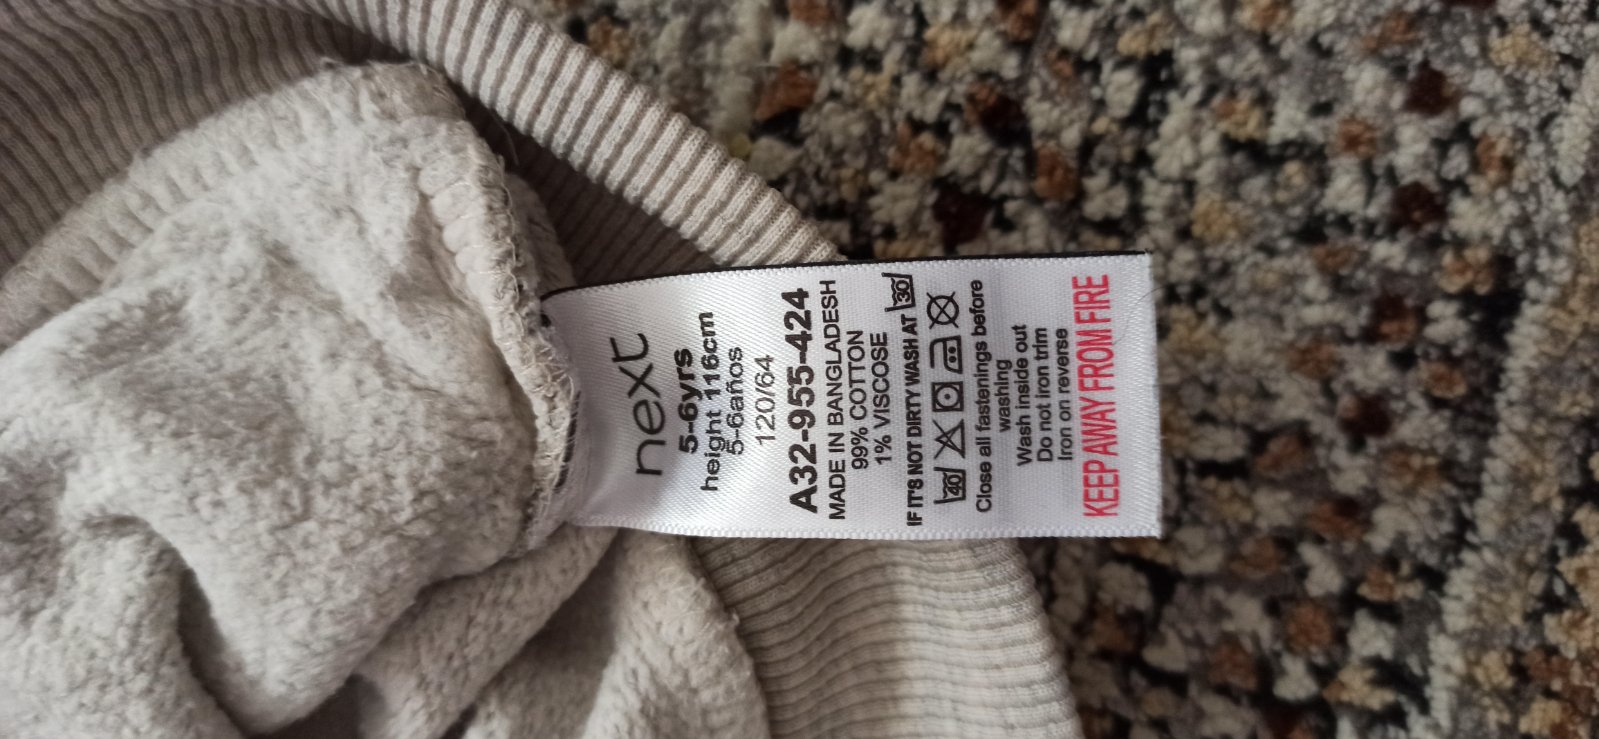 next
5-6yrs
height 116cm
5-6años
120/64
A32-955-424
MADE IN BANGLADESH
99% COTTON
1% VISCOSE
IF IT'S NOT DIRTY WASH AT 30
40
Close all fastenings before
washing
Wash inside out
Do not iron trim
Iron on reverse
KEEP AWAY FROM FIRE